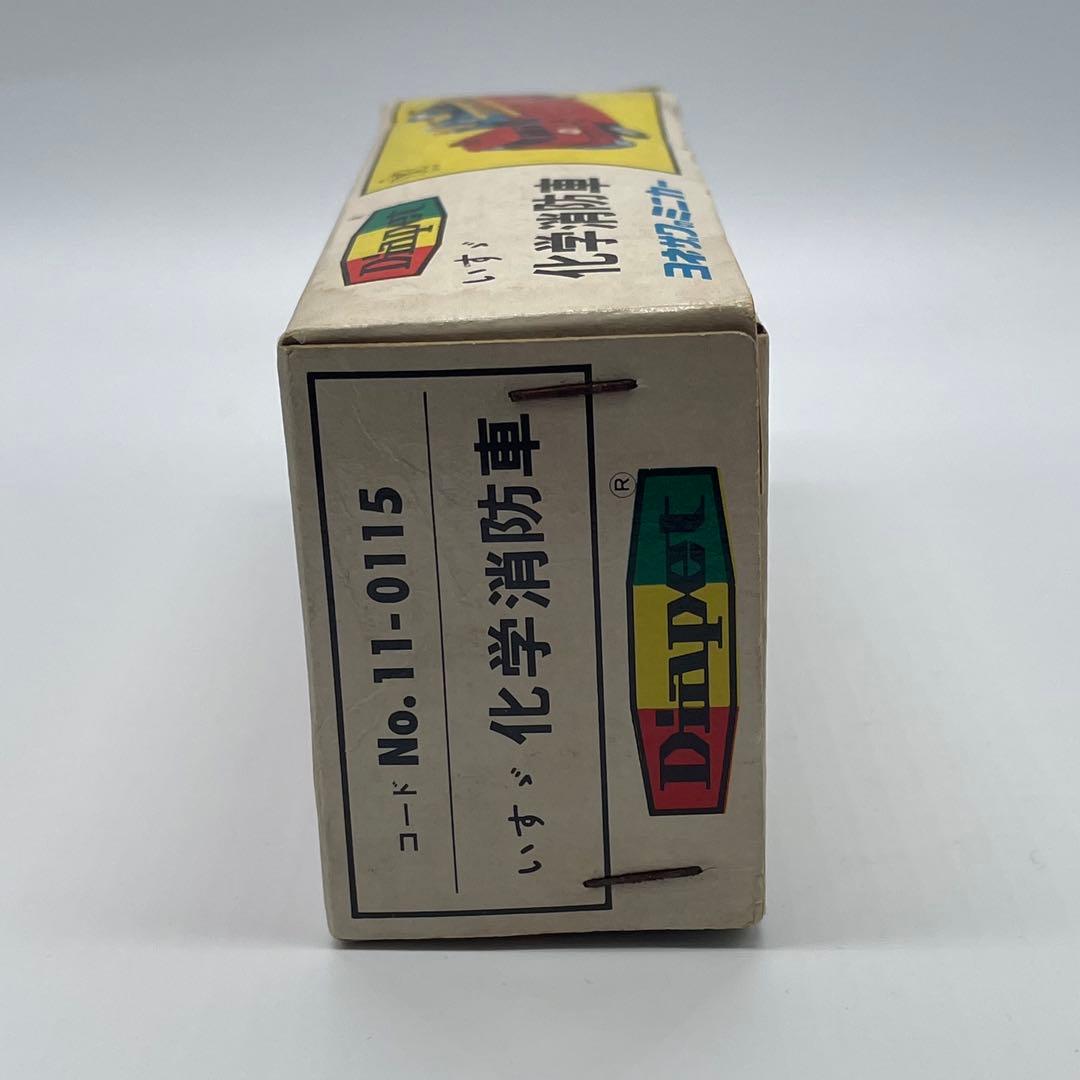 Diapet
いすゞ
化学消防車
ヨネザワのミニカー
コード No.11-0115
いすゞ 化学消防車
Diapet
®